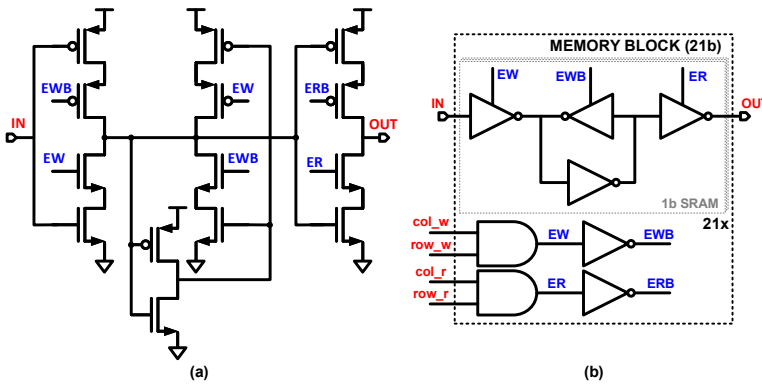 EWB
EW
ERB
IN
OUT
EW
EWB
ER
(a)
MEMORY BLOCK (21b)
EW
EWB
ER
IN
OUT
1b SRAM
21x
col_w
row_w
EW
EWB
col_r
row_r
ER
ERB
(b)